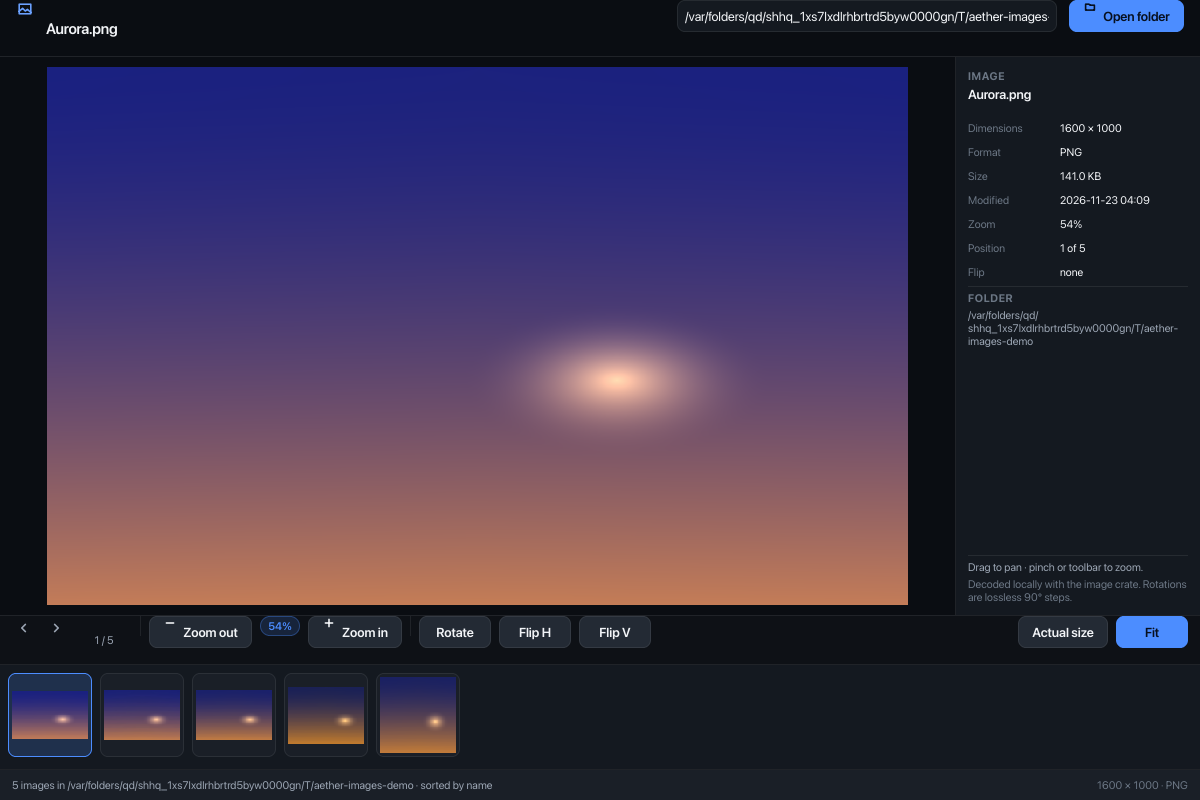 Aurora.png
/var/folders/qd/shhq_1xs7lxdlrhbrtrd5byw0000gn/T/aether-images-
Open folder
IMAGE
Aurora.png
Dimensions 1600 × 1000
Format PNG
Size 141.0 KB
Modified 2026-11-23 04:09
Zoom 54%
Position 1 of 5
Flip none
FOLDER
/var/folders/qd/
shhq_1xs7lxdlrhbrtrd5byw0000gn/T/aether-
images-demo
Drag to pan · pinch or toolbar to zoom.
Decoded locally with the image crate. Rotations
are lossless 90° steps.
1 / 5
Zoom out
54%
Zoom in
Rotate
Flip H
Flip V
Actual size
Fit
5 images in /var/folders/qd/shhq_1xs7lxdlrhbrtrd5byw0000gn/T/aether-images-demo · sorted by name
1600 × 1000 · PNG